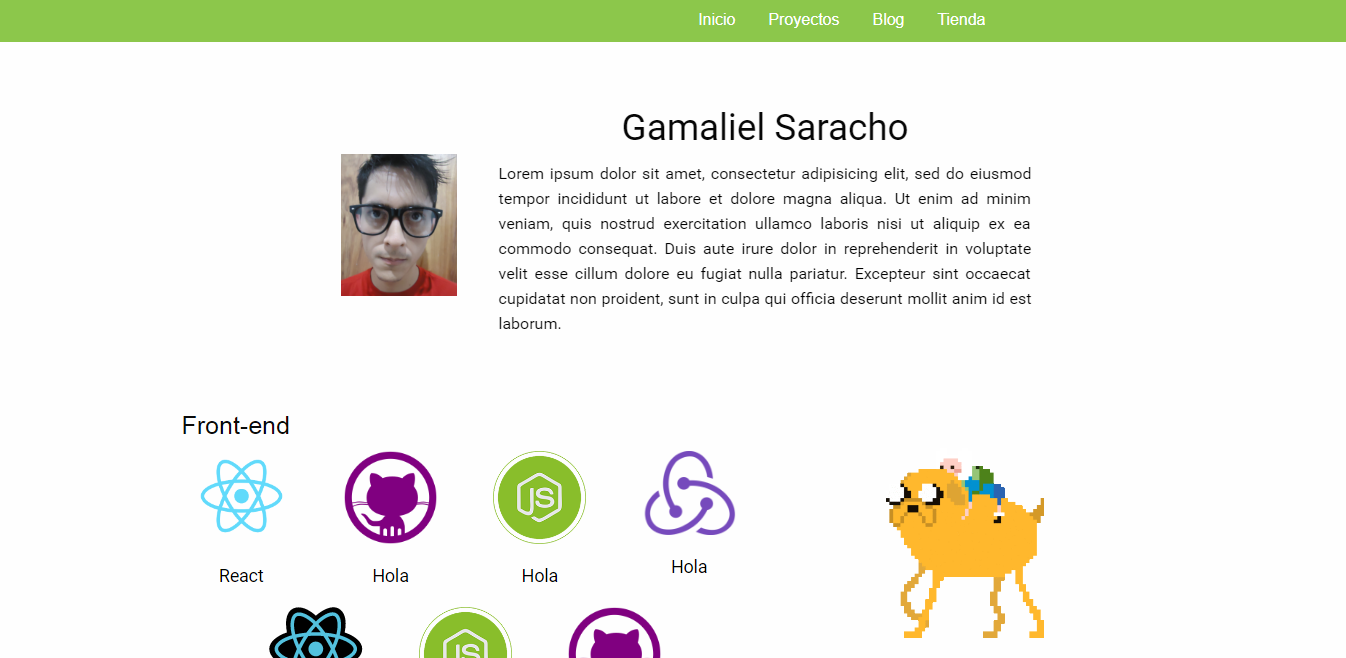 Inicio Proyectos Blog Tienda
Gamaliel Saracho
Lorem ipsum dolor sit amet, consectetur adipisicing elit, sed do eiusmod
tempor incididunt ut labore et dolore magna aliqua. Ut enim ad minim
veniam, quis nostrud exercitation ullamco laboris nisi ut aliquip ex ea
commodo consequat. Duis aute irure dolor in reprehenderit in voluptate
velit esse cillum dolore eu fugiat nulla pariatur. Excepteur sint occaecat
cupidatat non proident, sunt in culpa qui officia deserunt mollit anim id est
laborum.
Front-end
JS
React Hola Hola Hola
JS